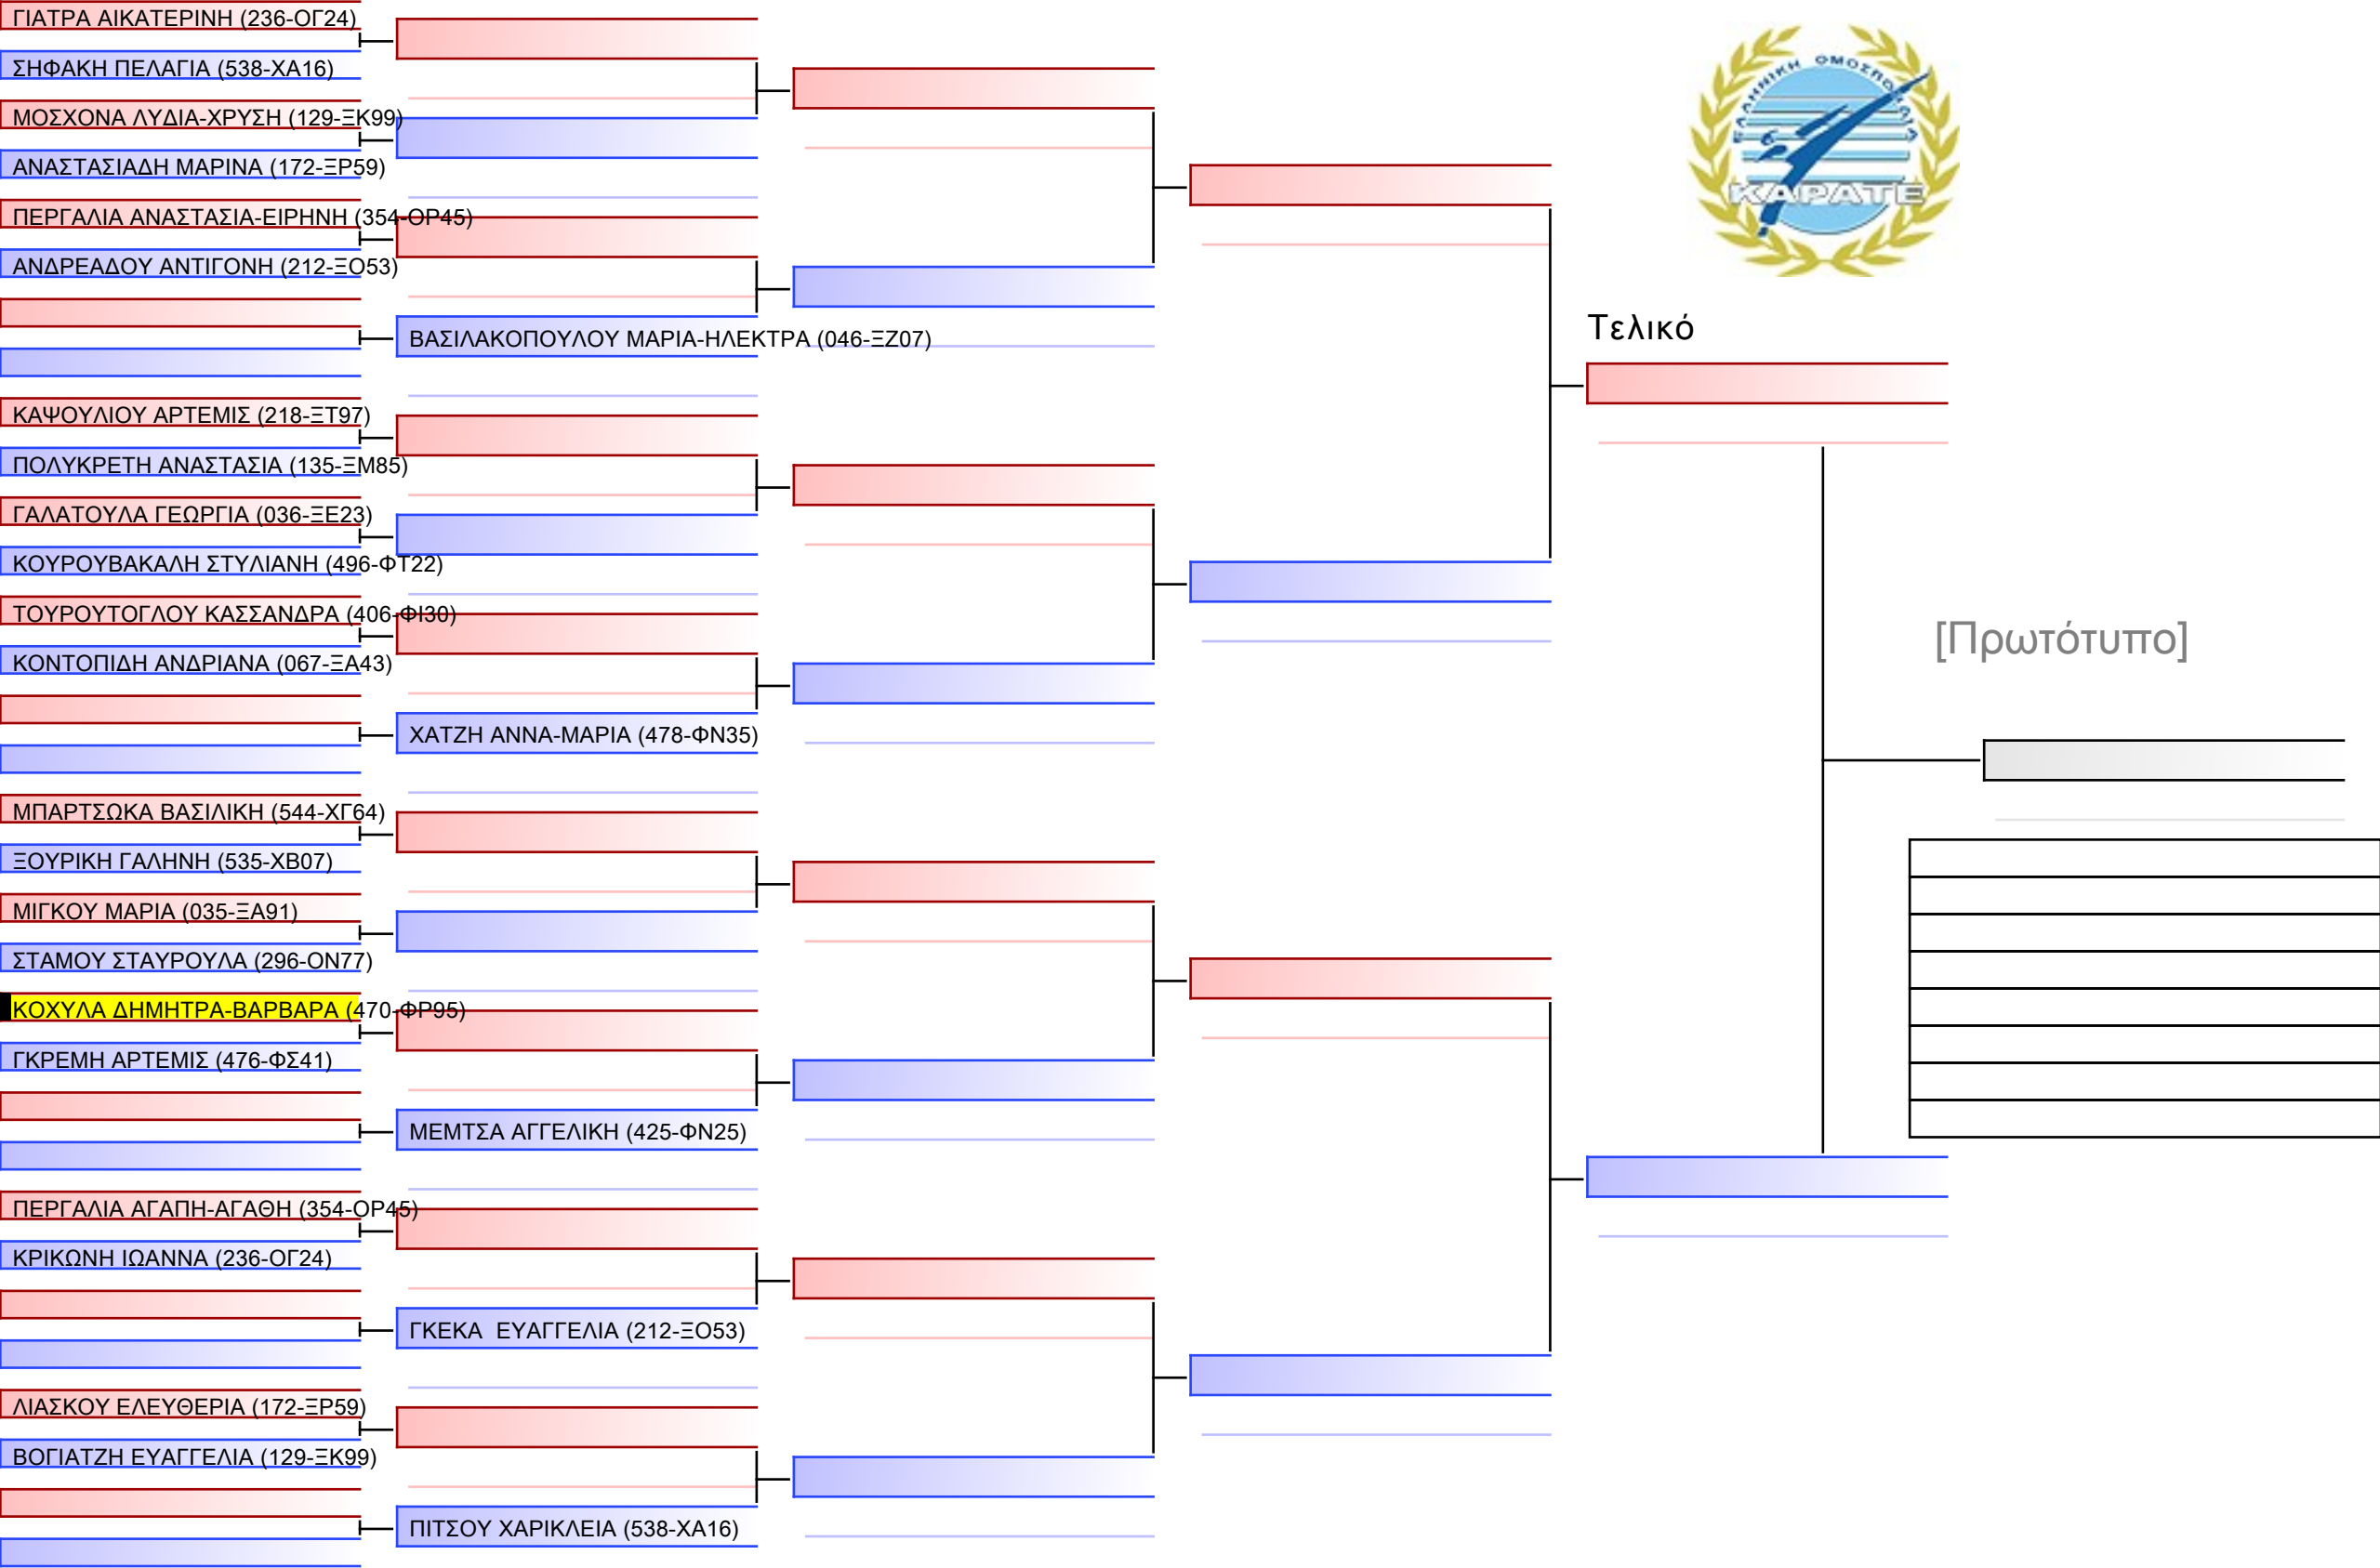 ΓΙΑΤΡΑ ΑΙΚΑΤΕΡΙΝΗ (236-ΟΓ24)
ΣΗΦΑΚΗ ΠΕΛΑΓΙΑ (538-ΧΑ16)
ΜΟΣΧΟΝΑ ΛΥΔΙΑ-ΧΡΥΣΗ (129-ΞΚ99)
ΑΝΑΣΤΑΣΙΑΔΗ ΜΑΡΙΝΑ (172-ΞΡ59)
ΠΕΡΓΑΛΙΑ ΑΝΑΣΤΑΣΙΑ-ΕΙΡΗΝΗ (354-ΟΡ45)
ΑΝΔΡΕΑΔΟΥ ΑΝΤΙΓΟΝΗ (212-ΞΟ53)
ΒΑΣΙΛΑΚΟΠΟΥΛΟΥ ΜΑΡΙΑ-ΗΛΕΚΤΡΑ (046-ΞΖ07)
ΚΑΨΟΥΛΙΟΥ ΑΡΤΕΜΙΣ (218-ΞΤ97)
ΠΟΛΥΚΡΕΤΗ ΑΝΑΣΤΑΣΙΑ (135-ΞΜ85)
ΓΑΛΑΤΟΥΛΑ ΓΕΩΡΓΙΑ (036-ΞΕ23)
ΚΟΥΡΟΥΒΑΚΑΛΗ ΣΤΥΛΙΑΝΗ (496-ΦΤ22)
ΤΟΥΡΟΥΤΟΓΛΟΥ ΚΑΣΣΑΝΔΡΑ (406-ΦΙ30)
ΚΟΝΤΟΠΙΔΗ ΑΝΔΡΙΑΝΑ (067-ΞΑ43)
ΧΑΤΖΗ ΑΝΝΑ-ΜΑΡΙΑ (478-ΦΝ35)
ΜΠΑΡΤΣΩΚΑ ΒΑΣΙΛΙΚΗ (544-ΧΓ64)
ΞΟΥΡΙΚΗ ΓΑΛΗΝΗ (535-ΧΒ07)
ΜΙΓΚΟΥ ΜΑΡΙΑ (035-ΞΑ91)
ΣΤΑΜΟΥ ΣΤΑΥΡΟΥΛΑ (296-ΟΝ77)
ΚΟΧΥΛΑ ΔΗΜΗΤΡΑ-ΒΑΡΒΑΡΑ (470-ΦΡ95)
ΓΚΡΕΜΗ ΑΡΤΕΜΙΣ (476-ΦΣ41)
ΜΕΜΤΣΑ ΑΓΓΕΛΙΚΗ (425-ΦΝ25)
ΠΕΡΓΑΛΙΑ ΑΓΑΠΗ-ΑΓΑΘΗ (354-ΟΡ45)
ΚΡΙΚΩΝΗ ΙΩΑΝΝΑ (236-ΟΓ24)
ΓΚΕΚΑ ΕΥΑΓΓΕΛΙΑ (212-ΞΟ53)
ΛΙΑΣΚΟΥ ΕΛΕΥΘΕΡΙΑ (172-ΞΡ59)
ΒΟΓΙΑΤΖΗ ΕΥΑΓΓΕΛΙΑ (129-ΞΚ99)
ΠΙΤΣΟΥ ΧΑΡΙΚΛΕΙΑ (538-ΧΑ16)
ΕΛΛΗΝΙΚΗ ΟΜΟΣΠΟΝΔΙΑ
ΚΑΡΑΤΕ
Τελικό
[Πρωτότυπο]